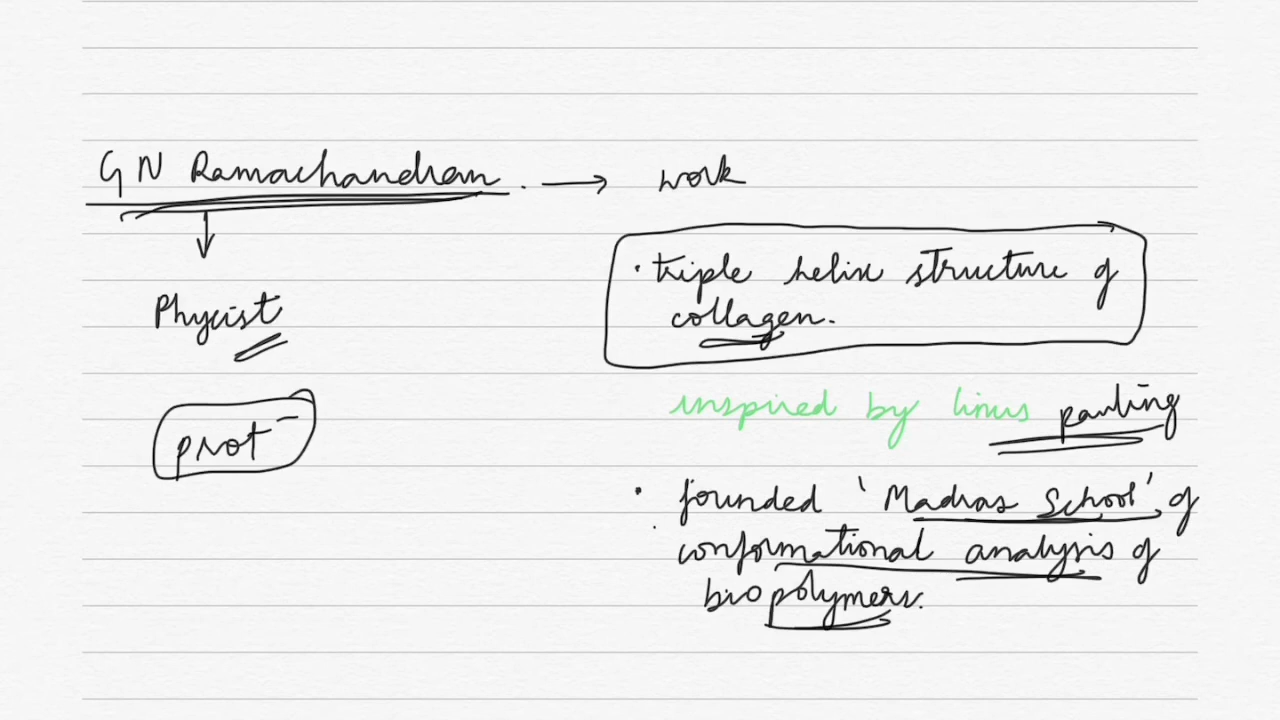 G N Ramachandran. → work
Phycist
prot
• triple helix structure of
collagen.
inspired by linus pauling
• founded 'Madras School' of
conformational analysis of
biopolymers.